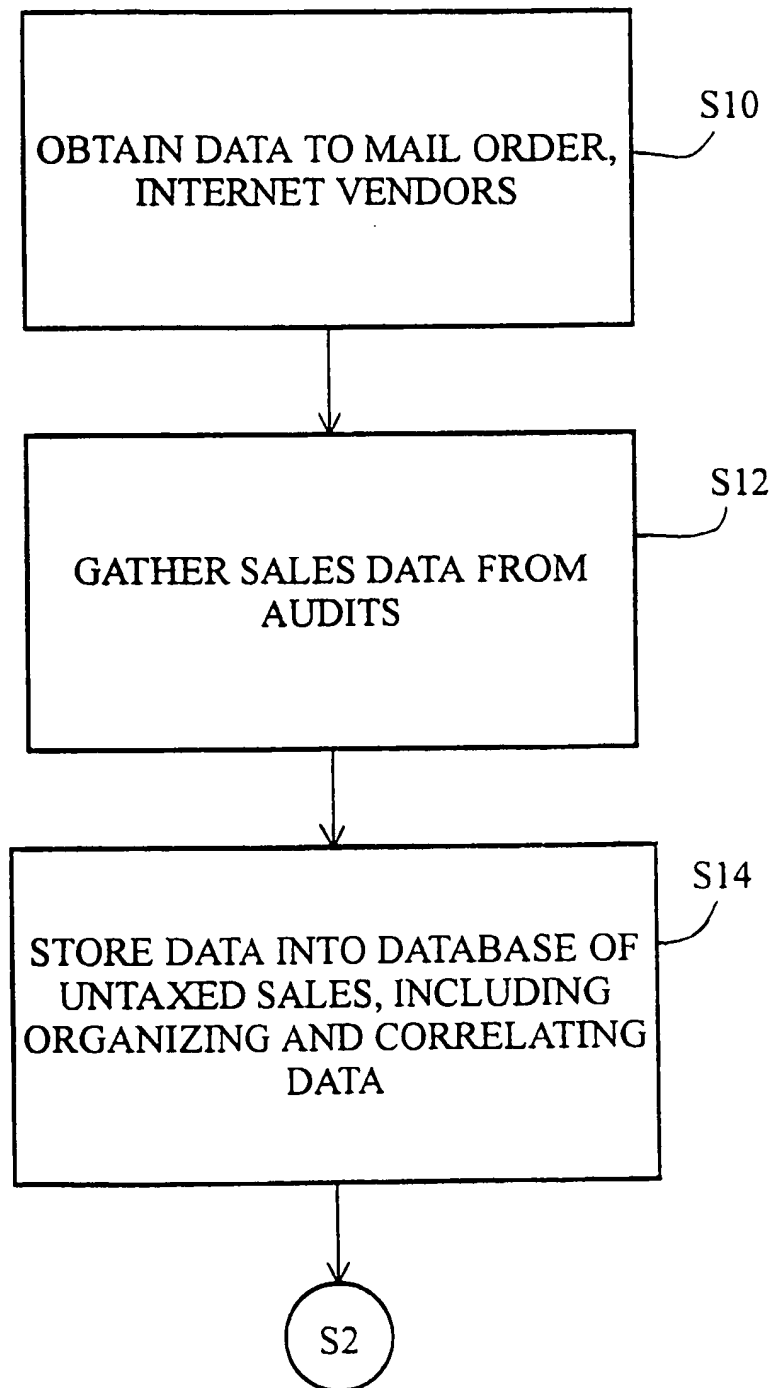 S10
OBTAIN DATA TO MAIL ORDER,
INTERNET VENDORS
S12
GATHER SALES DATA FROM
AUDITS
S14
STORE DATA INTO DATABASE OF
UNTAXED SALES, INCLUDING
ORGANIZING AND CORRELATING
DATA
S2